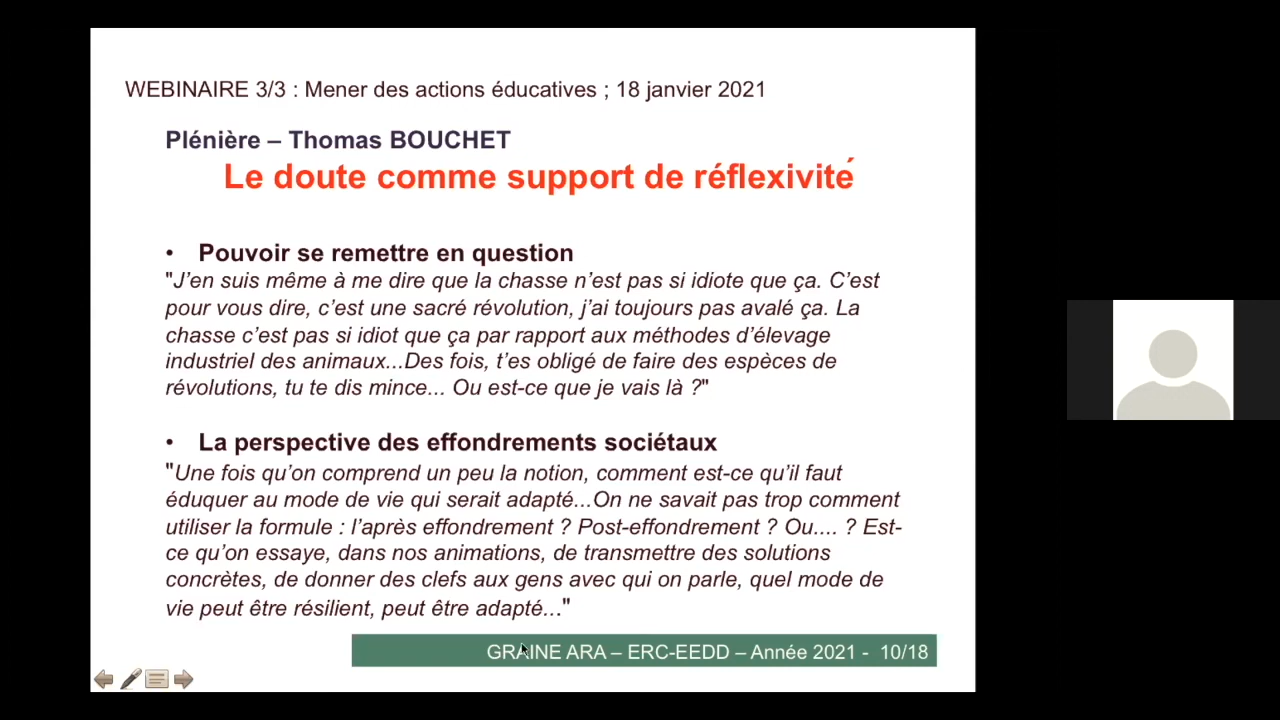 WEBINAIRE 3/3 : Mener des actions éducatives ; 18 janvier 2021
Plénière – Thomas BOUCHET
Le doute comme support de réflexivité
• Pouvoir se remettre en question
"J’en suis même à me dire que la chasse n’est pas si idiote que ça. C’est
pour vous dire, c’est une sacré révolution, j’ai toujours pas avalé ça. La
chasse c’est pas si idiot que ça par rapport aux méthodes d’élevage
industriel des animaux...Des fois, t’es obligé de faire des espèces de
révolutions, tu te dis mince... Ou est-ce que je vais là ?"
• La perspective des effondrements sociétaux
"Une fois qu’on comprend un peu la notion, comment est-ce qu’il faut
éduquer au mode de vie qui serait adapté...On ne savait pas trop comment
utiliser la formule : l’après effondrement ? Post-effondrement ? Ou.... ? Est-
ce qu’on essaye, dans nos animations, de transmettre des solutions
concrètes, de donner des clefs aux gens avec qui on parle, quel mode de
vie peut être résilient, peut être adapté..."
GRAINE ARA – ERC-EEDD – Année 2021 - 10/18